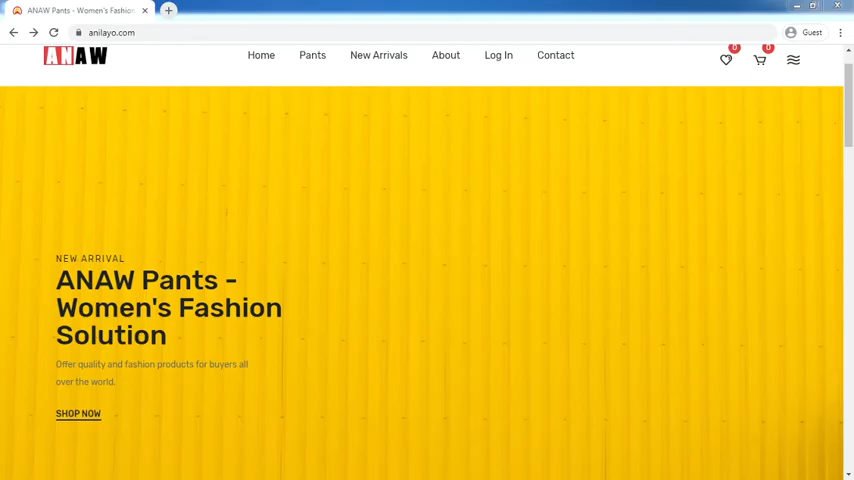 ANAW Pants - Women's Fashion
anilayo.com
Guest
ANAW
Home Pants New Arrivals About Log In Contact
0 0
NEW ARRIVAL
ANAW Pants -
Women's Fashion
Solution
Offer quality and fashion products for buyers all
over the world.
SHOP NOW